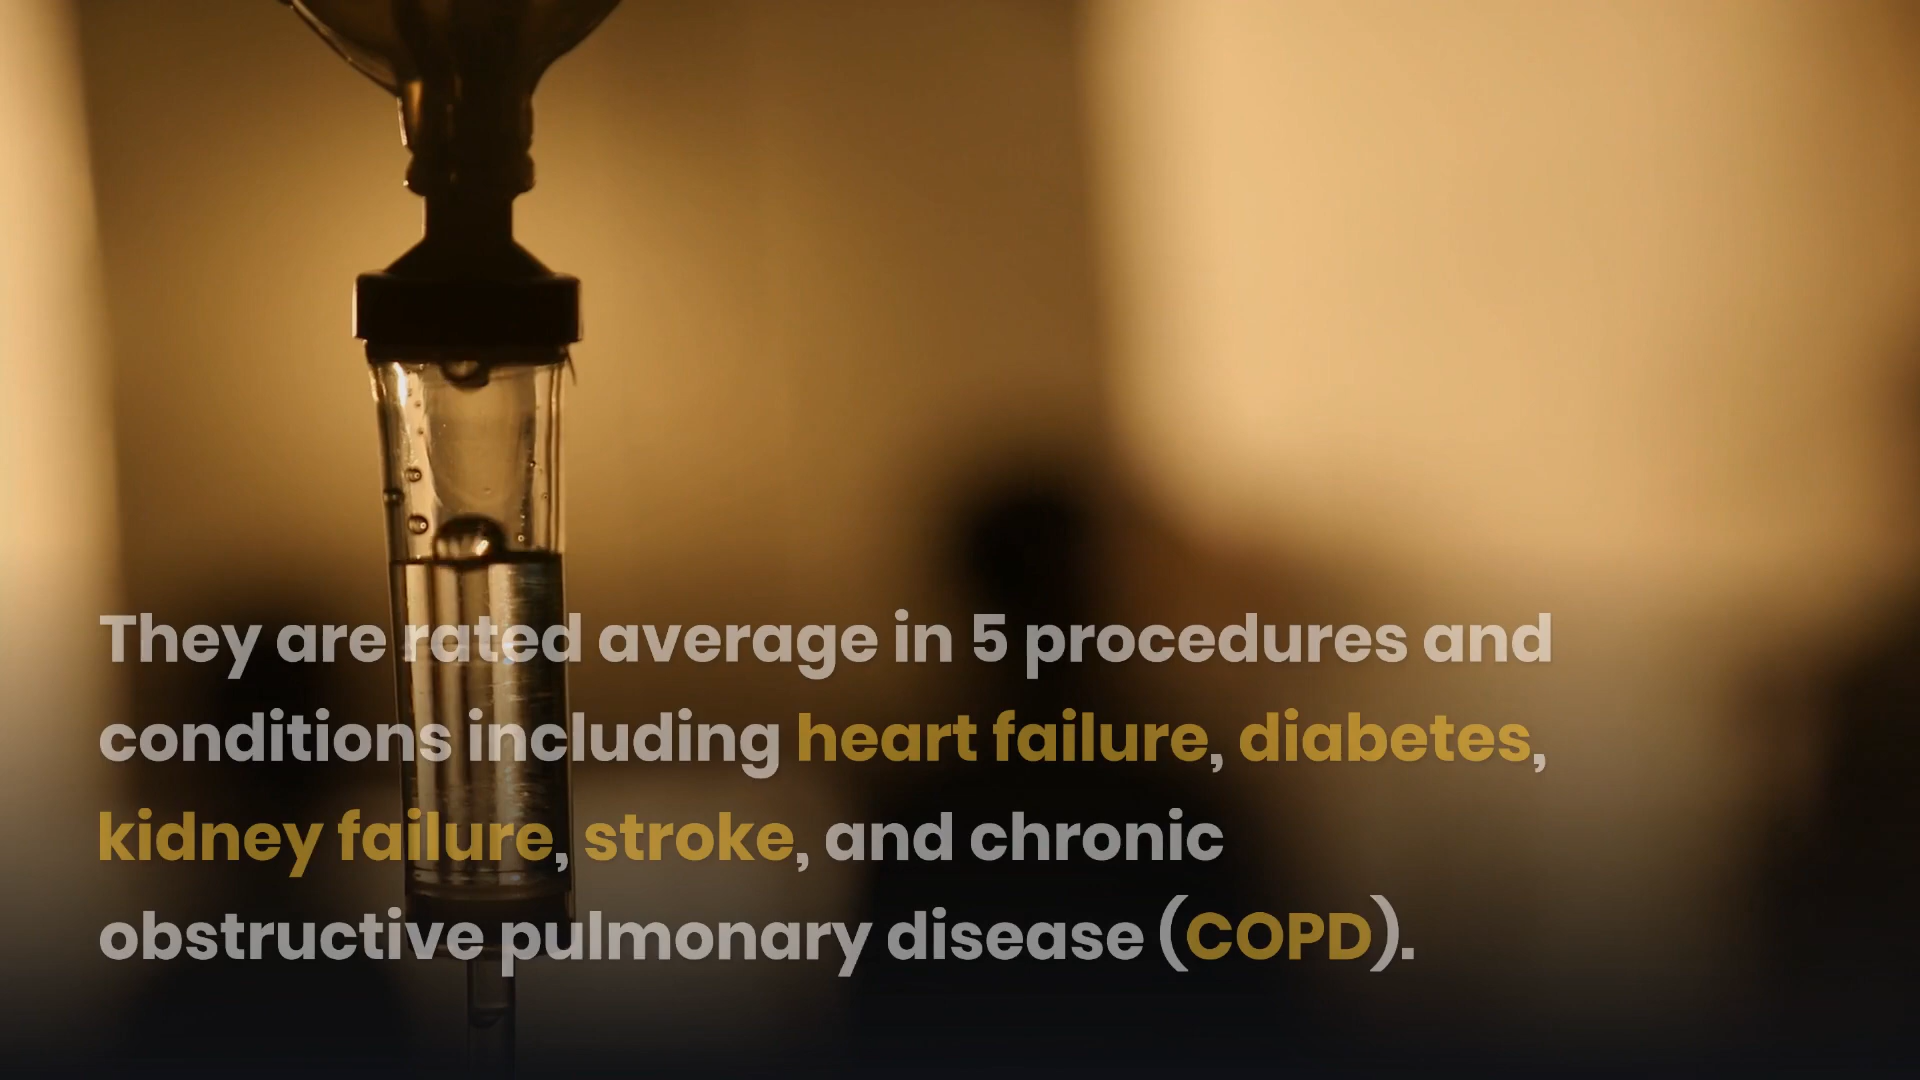 They are rated average in 5 procedures and
conditions including heart failure, diabetes,
kidney failure, stroke, and chronic
obstructive pulmonary disease (COPD).